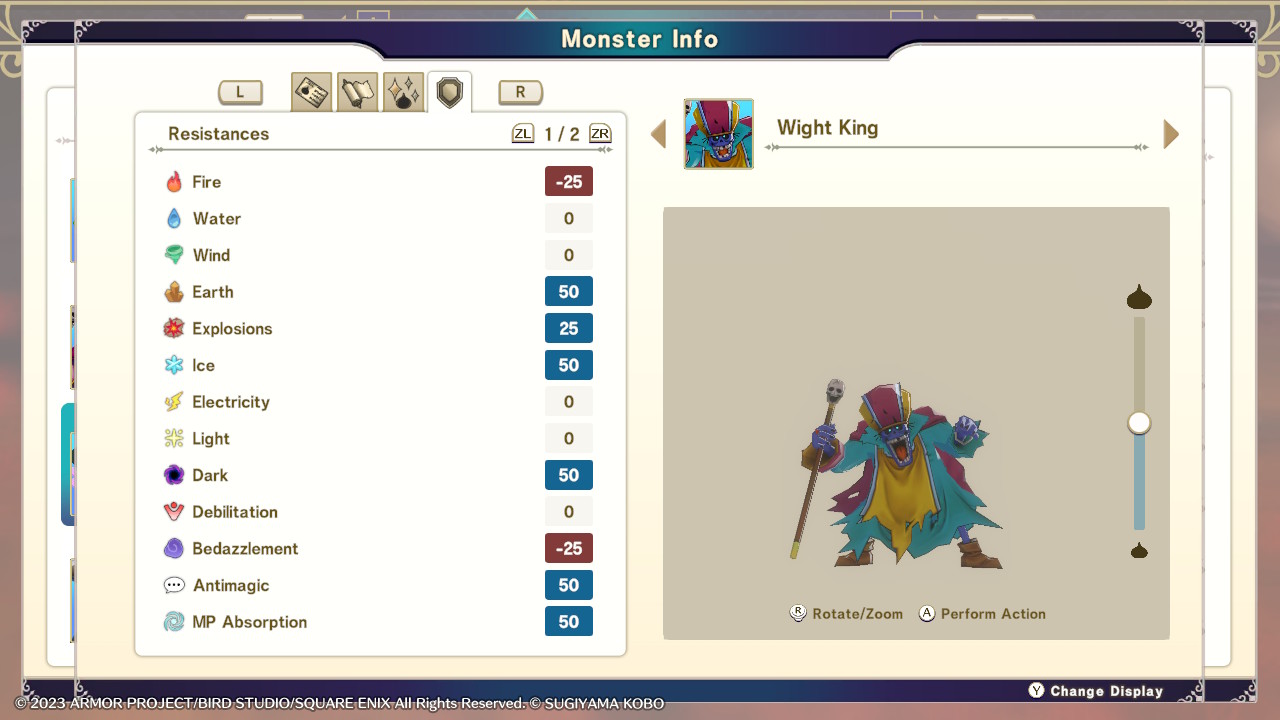 Monster Info
L
R
Resistances
ZL 1 / 2 ZR
Fire -25
Water 0
Wind 0
Earth 50
Explosions 25
Ice 50
Electricity 0
Light 0
Dark 50
Debilitation 0
Bedazzlement -25
Antimagic 50
MP Absorption 50
Wight King
R Rotate/Zoom A Perform Action
Y Change Display
© 2023 ARMOR PROJECT/BIRD STUDIO/SQUARE ENIX All Rights Reserved. © SUGIYAMA KOBO